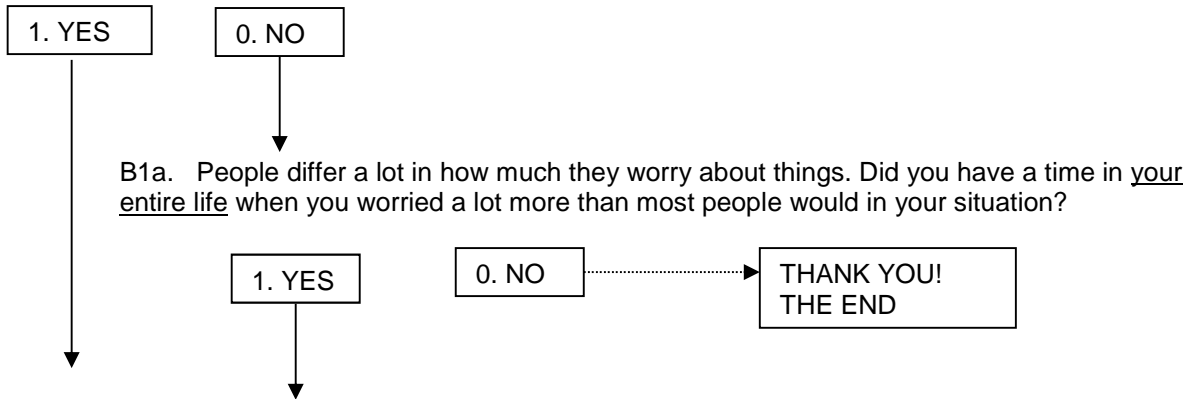 1. YES
0. NO
B1a. People differ a lot in how much they worry about things. Did you have a time in your
entire life when you worried a lot more than most people would in your situation?
1. YES
0. NO
THANK YOU!
THE END